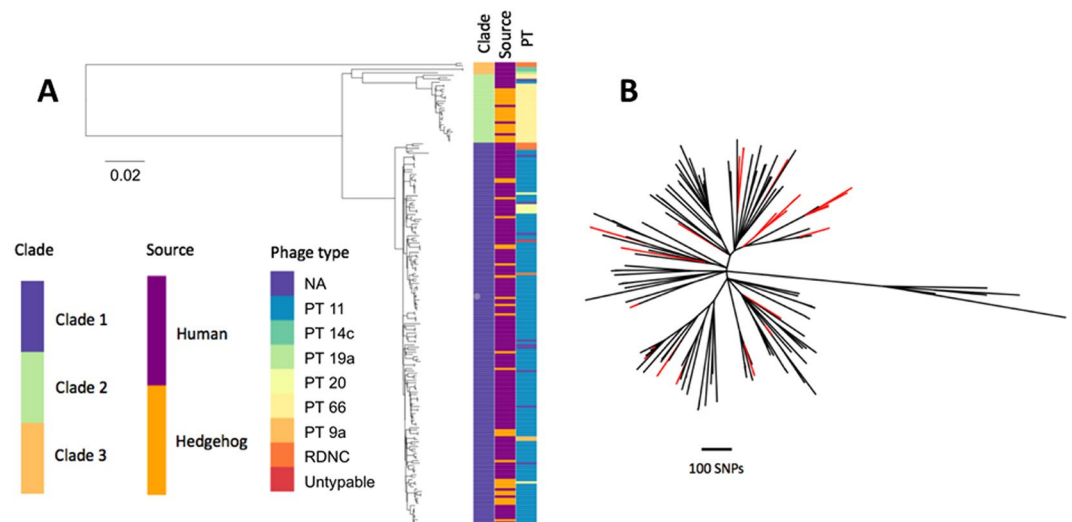 A
0.02
Clade
Source
PT
Clade
Clade 1
Clade 2
Clade 3
Source
Human
Hedgehog
Phage type
NA
PT 11
PT 14c
PT 19a
PT 20
PT 66
PT 9a
RDNC
Untypable
B
100 SNPs